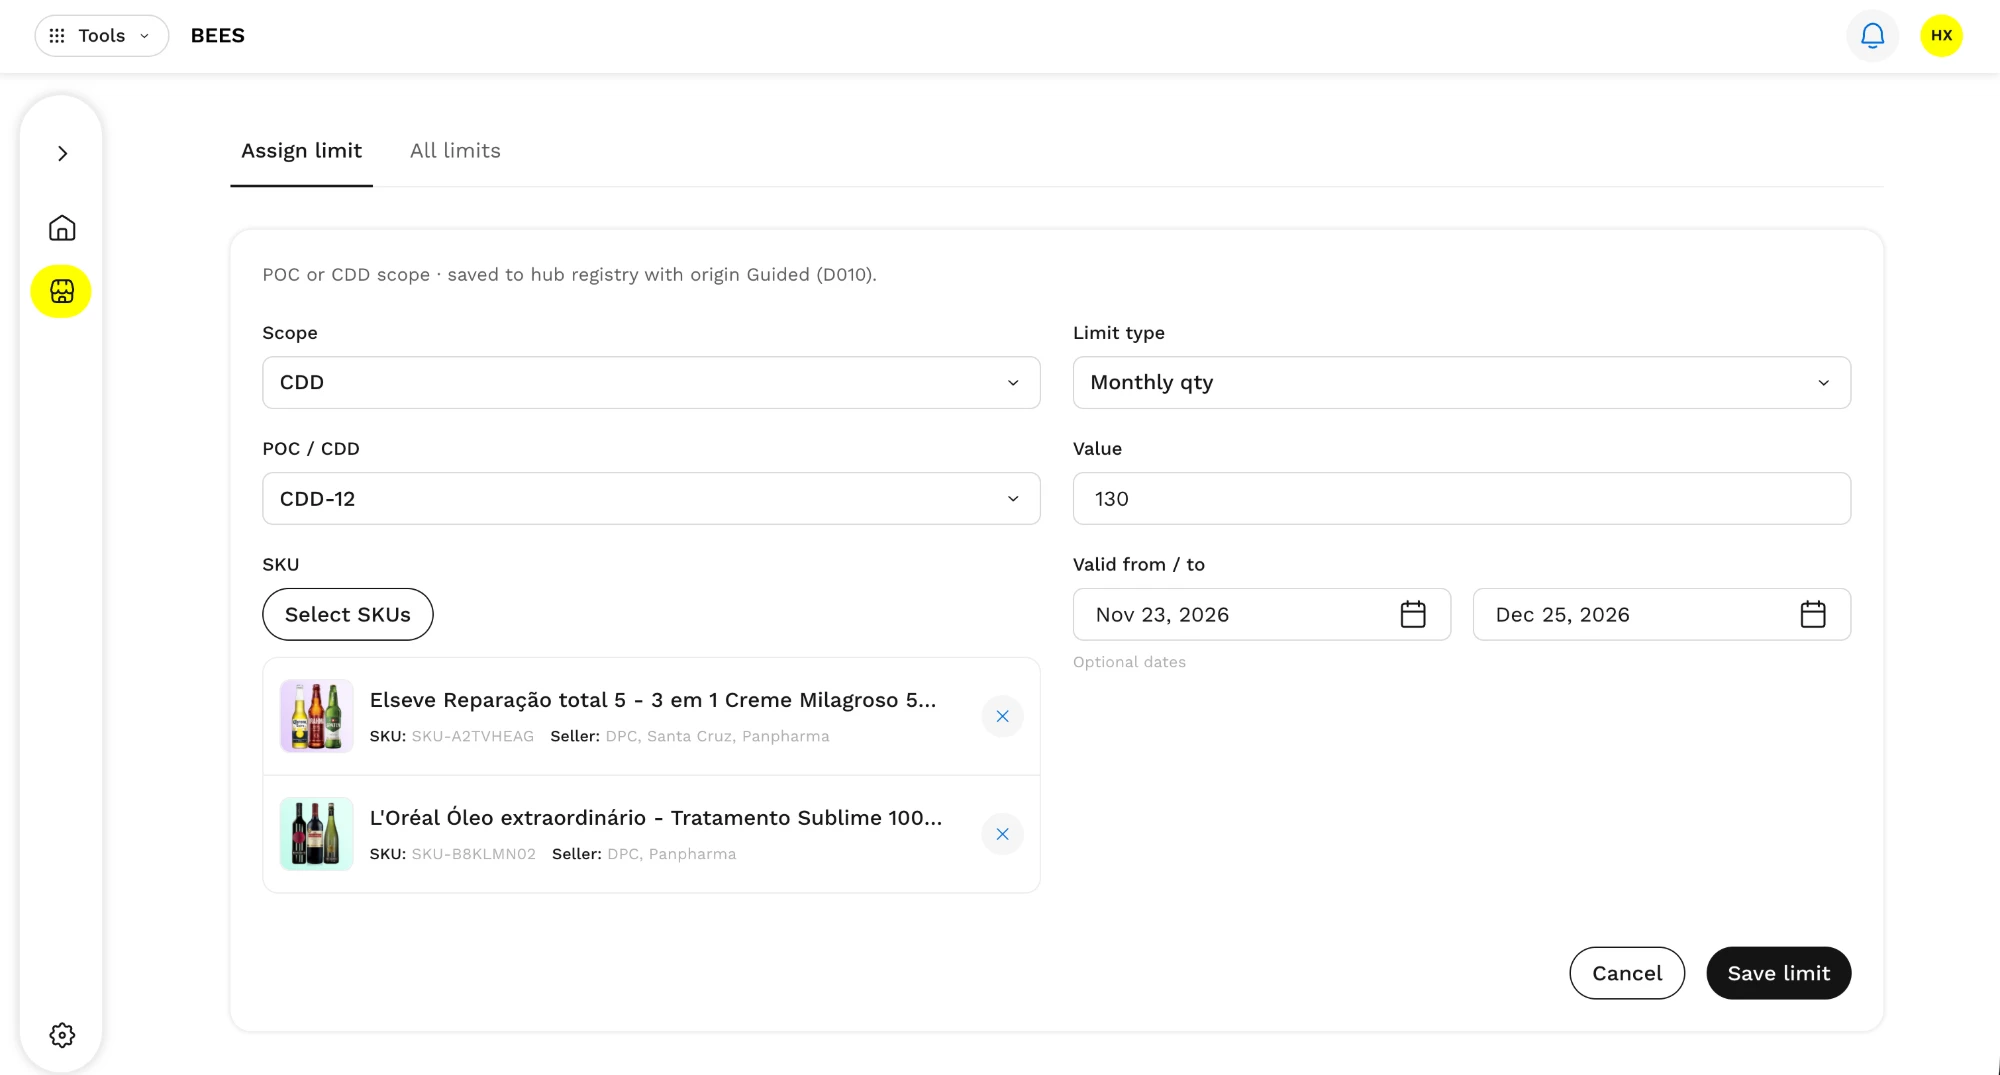 Tools
BEES
HX
Assign limit
All limits
POC or CDD scope · saved to hub registry with origin Guided (D010).
Scope
CDD
Limit type
Monthly qty
POC / CDD
CDD-12
Value
130
SKU
Select SKUs
Valid from / to
Nov 23, 2026
Dec 25, 2026
Optional dates
Elseve Reparação total 5 - 3 em 1 Creme Milagroso 5...
SKU: SKU-A2TVHEAG Seller: DPC, Santa Cruz, Panpharma
L'Oréal Óleo extraordinário - Tratamento Sublime 100...
SKU: SKU-B8KLMN02 Seller: DPC, Panpharma
Cancel
Save limit